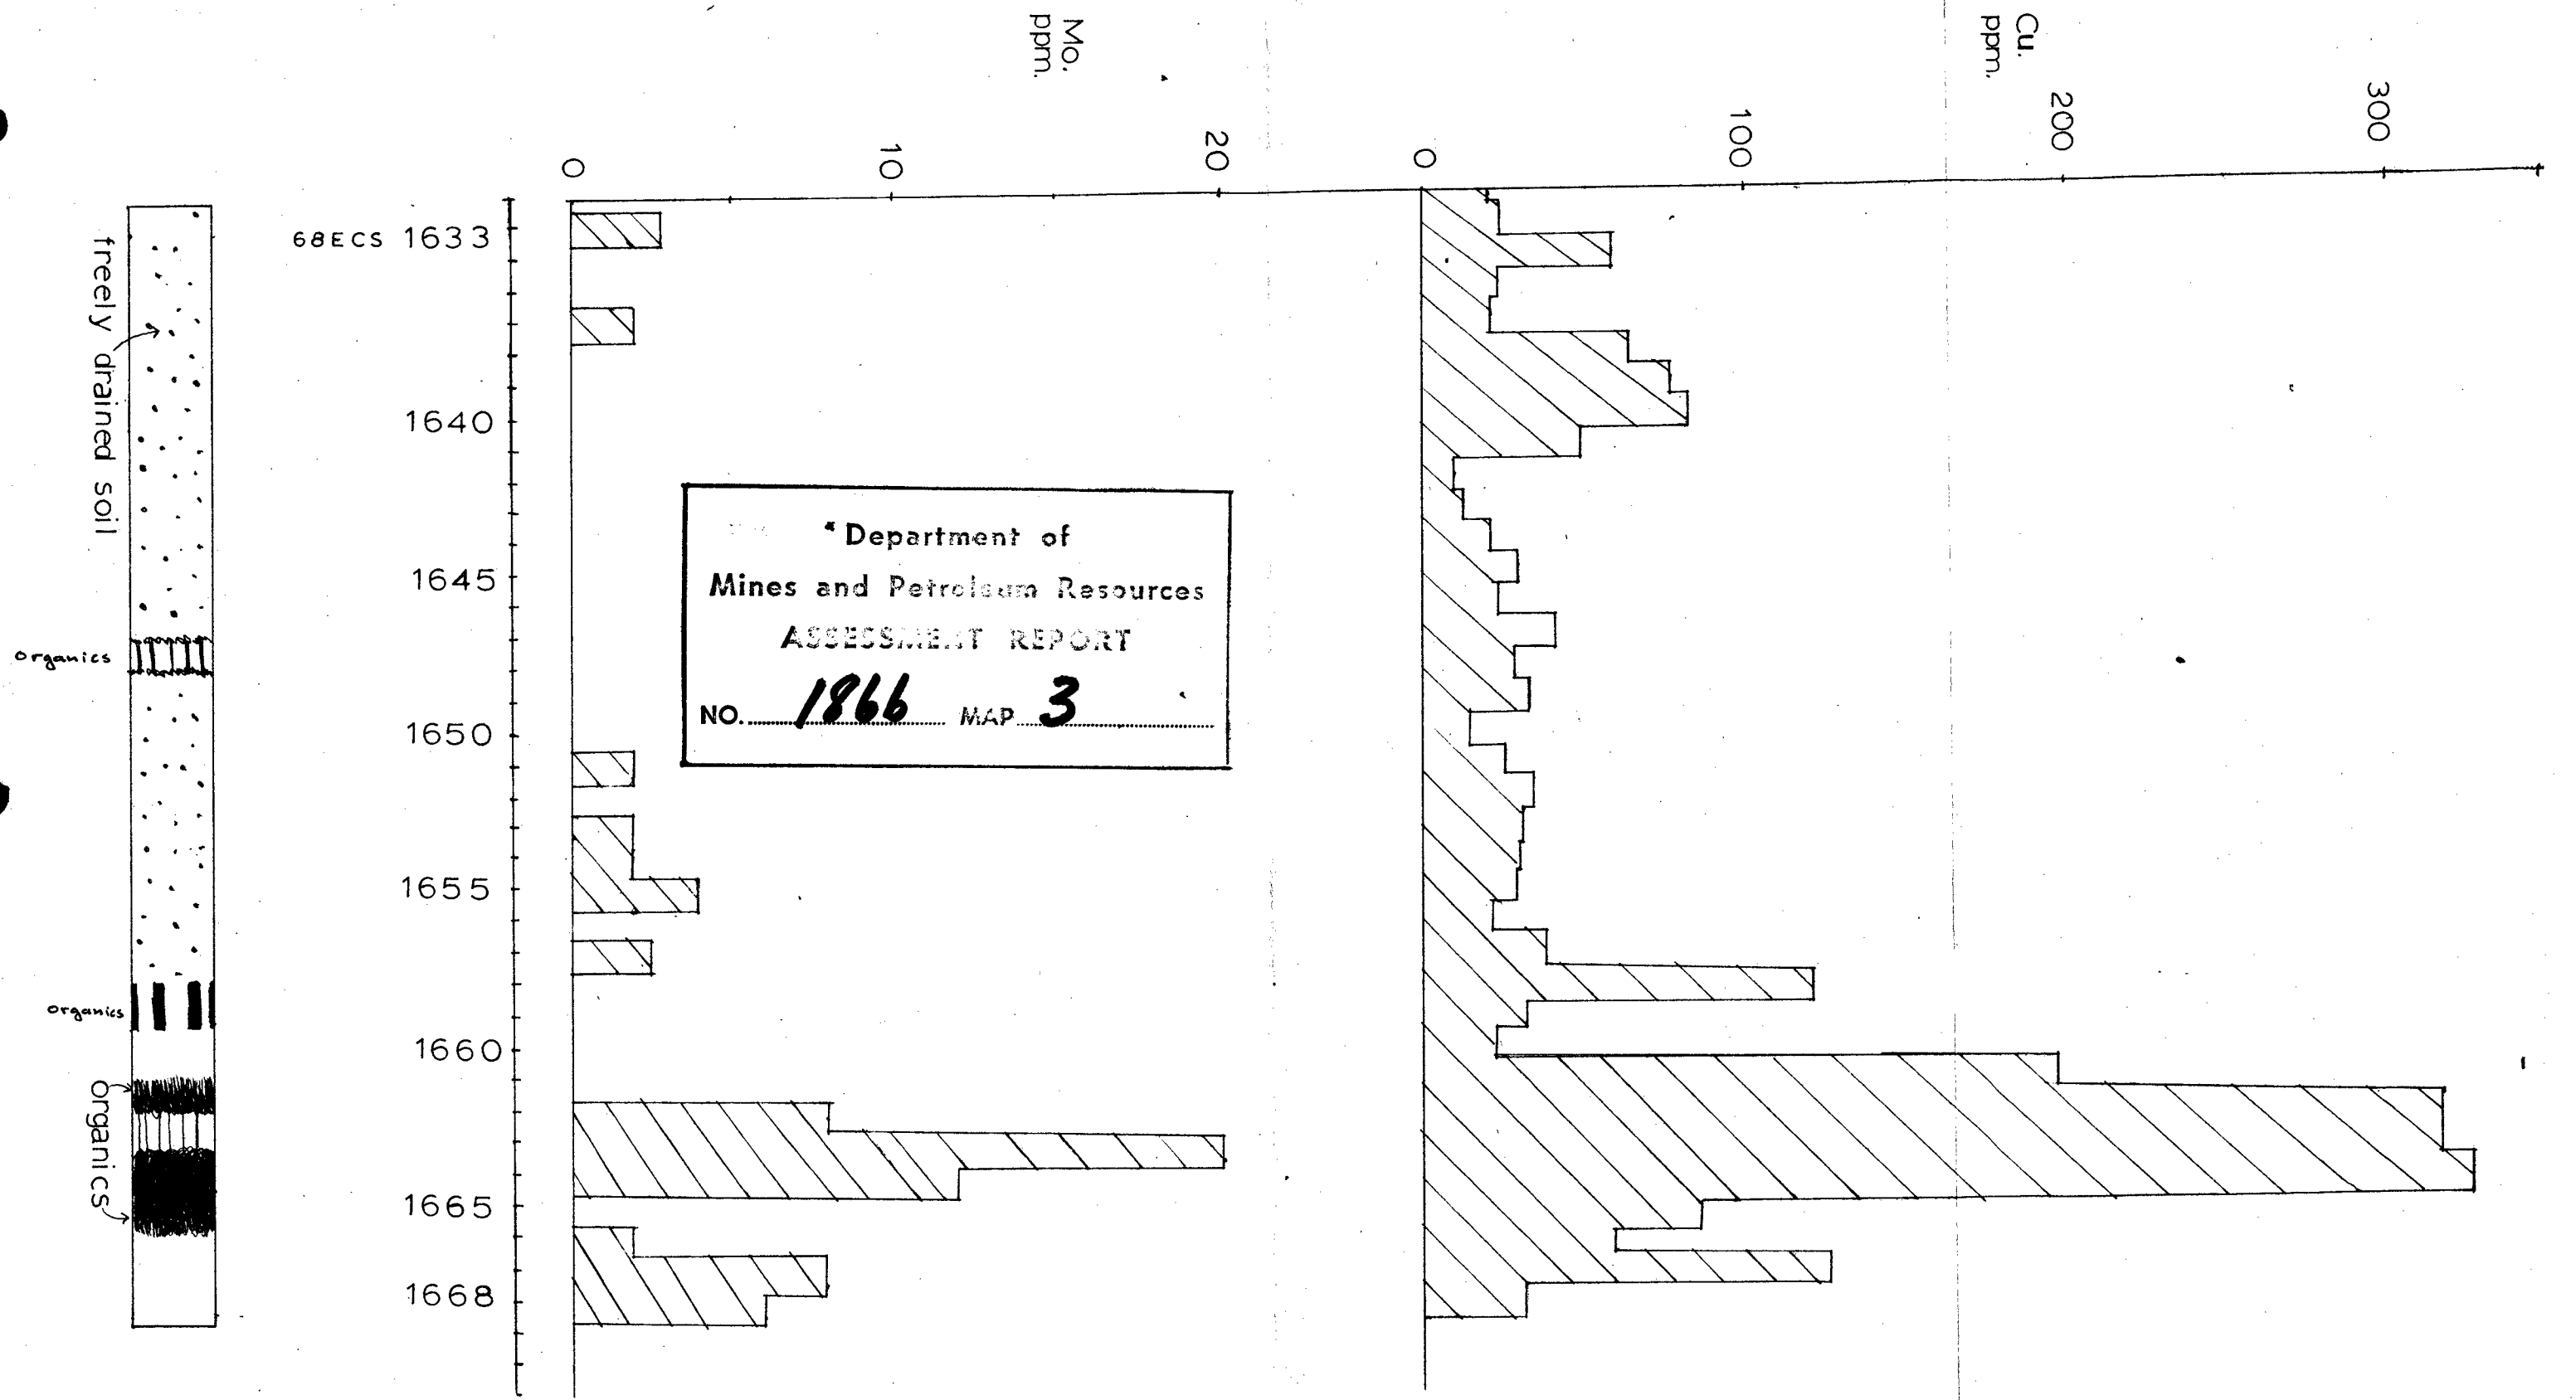 Mo.
ppm.
Cu.
ppm.
0
10
20
0
100
200
300
68ECS 1633
1640
1645
1650
1655
1660
1665
1668
freely drained soil
organics
organics
organics
Department of
Mines and Petroleum Resources
ASSESSMENT REPORT
NO. 1866 MAP 3